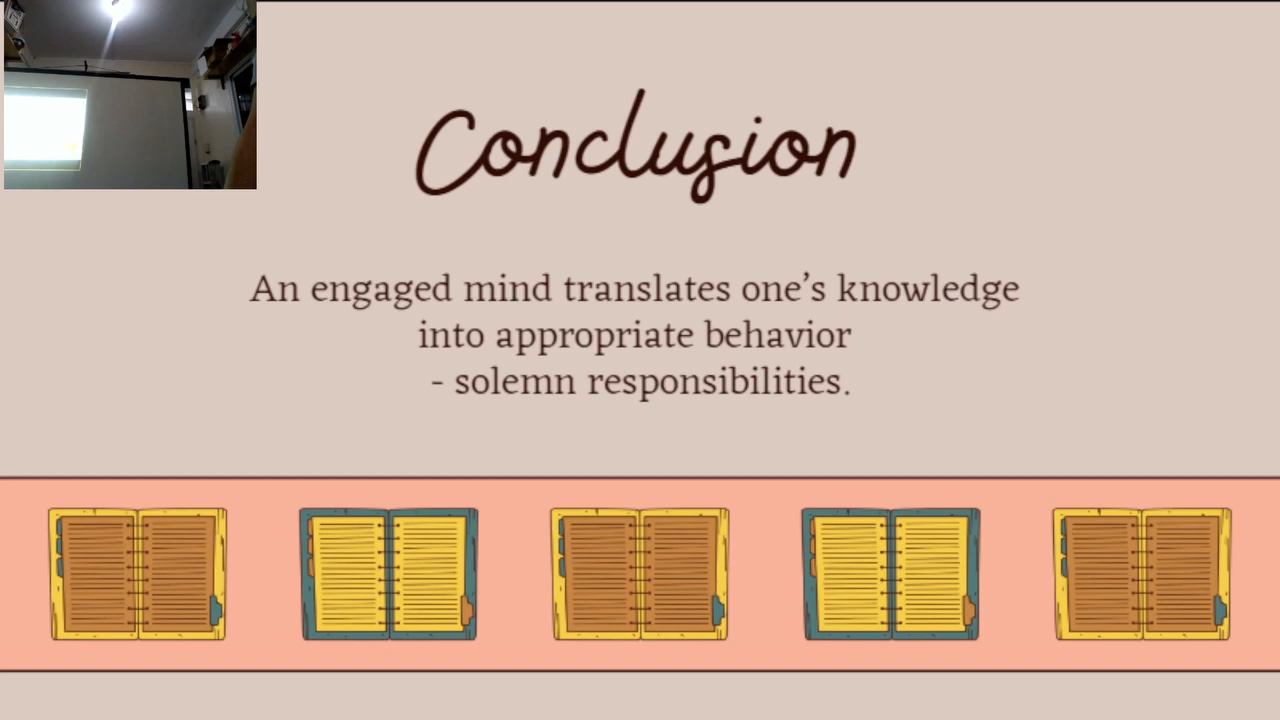 Conclusion
An engaged mind translates one’s knowledge
into appropriate behavior
- solemn responsibilities.